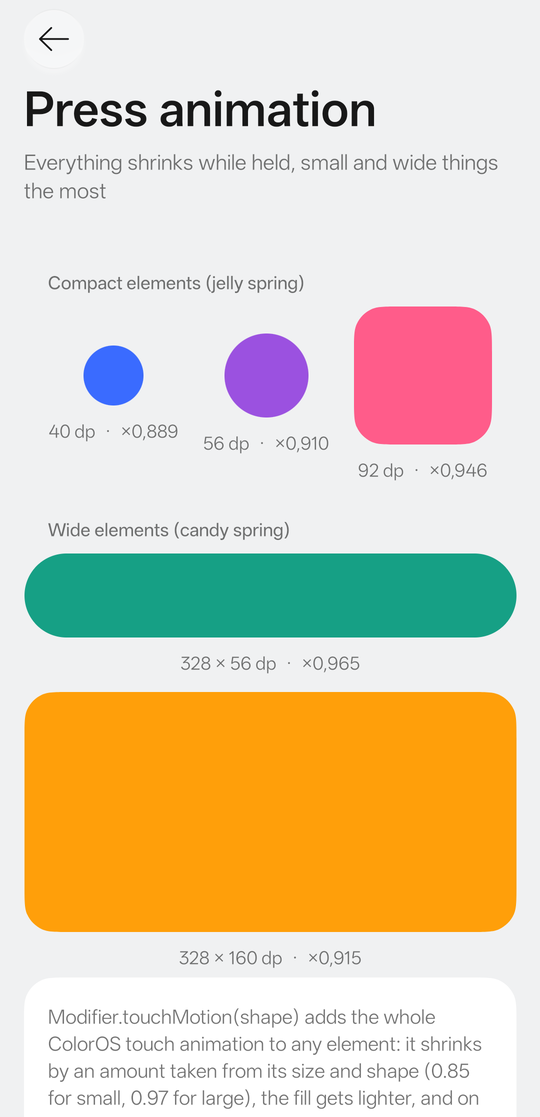 Press animation
Everything shrinks while held, small and wide things
the most
Compact elements (jelly spring)
40 dp · ×0,889
56 dp · ×0,910
92 dp · ×0,946
Wide elements (candy spring)
328 × 56 dp · ×0,965
328 × 160 dp · ×0,915
Modifier.touchMotion(shape) adds the whole
ColorOS touch animation to any element: it shrinks
by an amount taken from its size and shape (0.85
for small, 0.97 for large), the fill gets lighter, and on